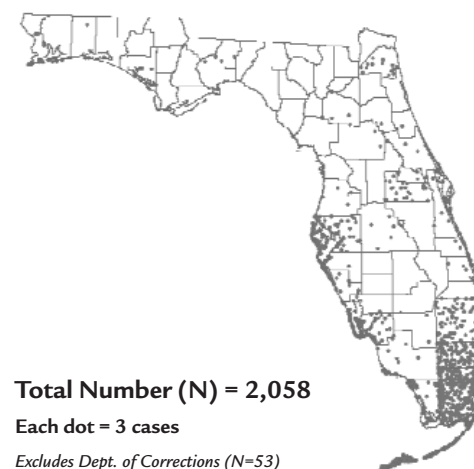 Total Number (N) = 2,058
Each dot = 3 cases
Excludes Dept. of Corrections (N=53)